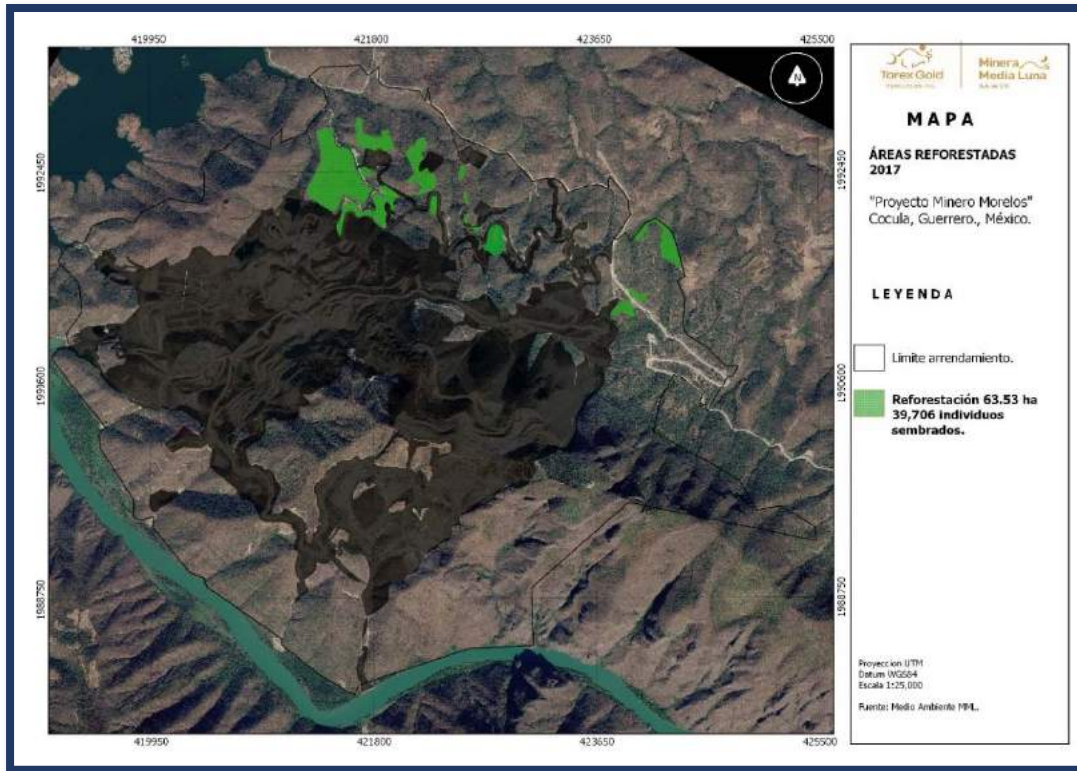 419950 421800 423650 425500
1992450
1992450
1999600
1990600
1988750
1988750
419950 421800 423650 425500
N
Torex Gold
Minera
Media Luna
MAPA
ÁREAS REFORESTADAS
2017
"Proyecto Minero Morelos"
Cocula, Guerrero., México.
LEYENDA
Limite arrendamiento.
Reforestación 63.53 ha
39,706 individuos
sembrados.
Proyeccion UTM
Datum WGS84
Escala 1:25,000
Fuente: Medio Ambiente MML.